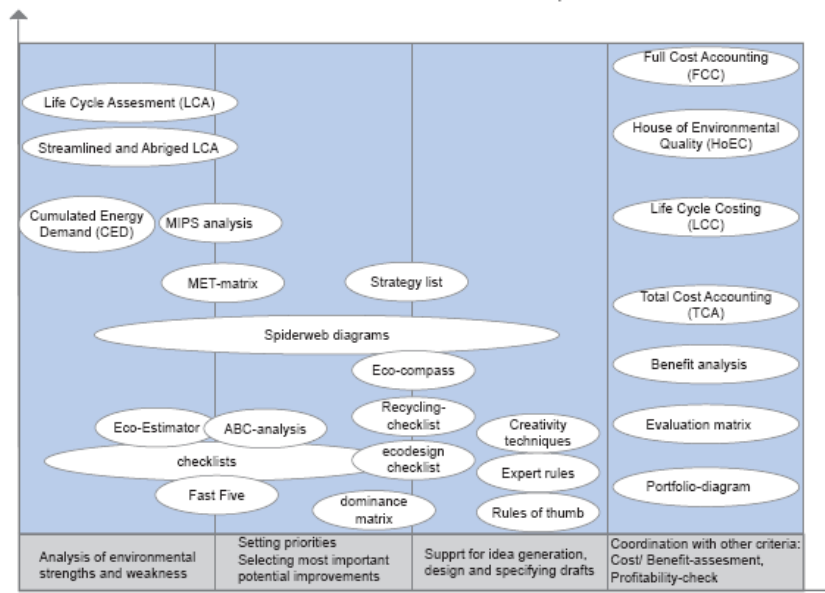 Full Cost Accounting
(FCC)
Life Cycle Assesment (LCA)
House of Environmental
Quality (HoEC)
Streamlined and Abriged LCA
Cumulated Energy
Demand (CED)
MIPS analysis
Life Cycle Costing
(LCC)
MET-matrix
Strategy list
Total Cost Accounting
(TCA)
Spiderweb diagrams
Eco-compass
Benefit analysis
Recycling-
checklist
Eco-Estimator
ABC-analysis
Creativity
techniques
Evaluation matrix
checklists
ecodesign
checklist
Expert rules
Fast Five
dominance
matrix
Rules of thumb
Portfolio-diagram
Analysis of environmental
strengths and weakness
Setting priorities
Selecting most important
potential improvements
Supprt for idea generation,
design and specifying drafts
Coordination with other criteria:
Cost/ Benefit-assesment,
Profitability-check